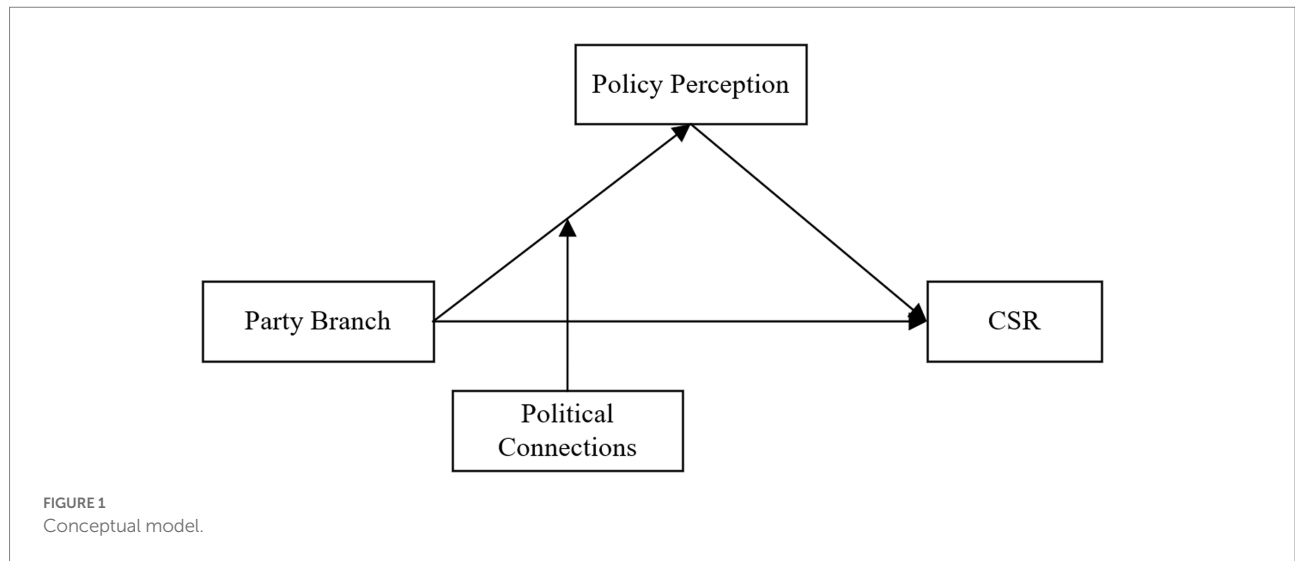 Policy Perception
Party Branch
CSR
Political
Connections
FIGURE 1
Conceptual model.